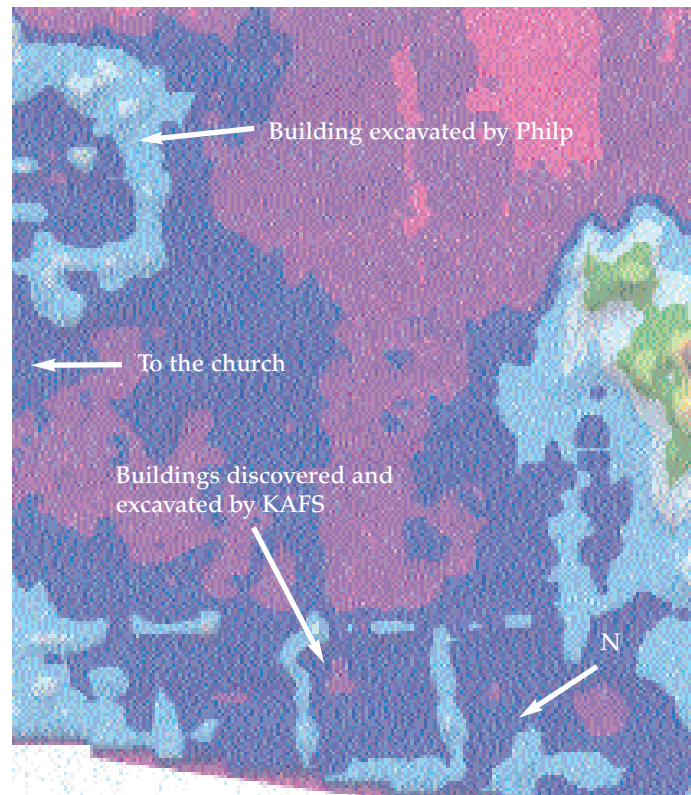 Building excavated by Philp
To the church
Buildings discovered and
excavated by KAFS
N